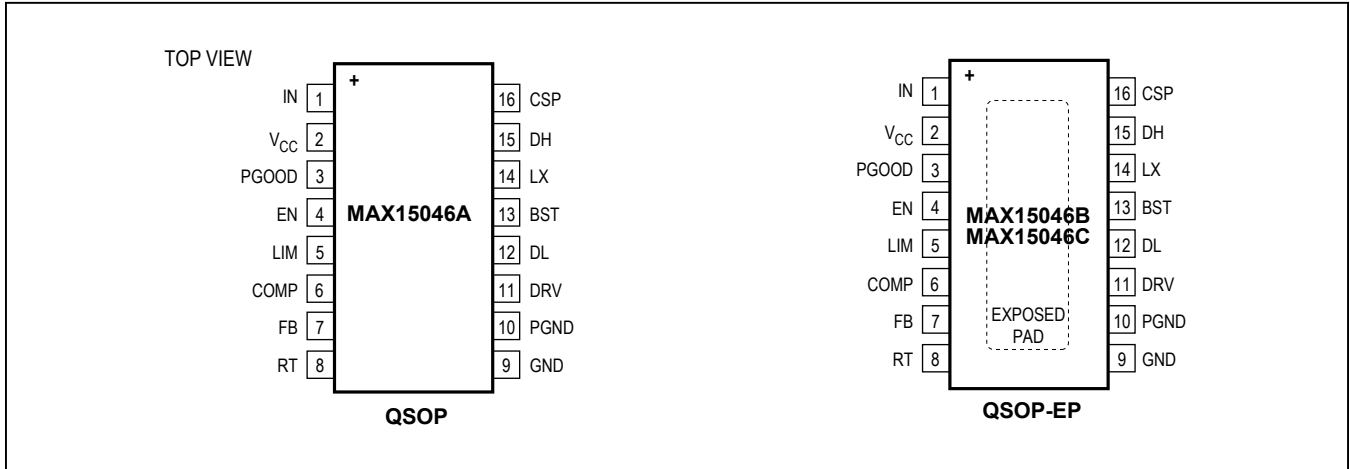 TOP VIEW
+
IN 1
16 CSP
V_CC 2
15 DH
PGOOD 3
14 LX
EN 4
MAX15046A
13 BST
LIM 5
12 DL
COMP 6
11 DRV
FB 7
10 PGND
RT 8
9 GND
QSOP
+
IN 1
16 CSP
V_CC 2
15 DH
PGOOD 3
14 LX
EN 4
MAX15046B
MAX15046C
13 BST
LIM 5
12 DL
COMP 6
11 DRV
FB 7
EXPOSED
PAD
10 PGND
RT 8
9 GND
QSOP-EP